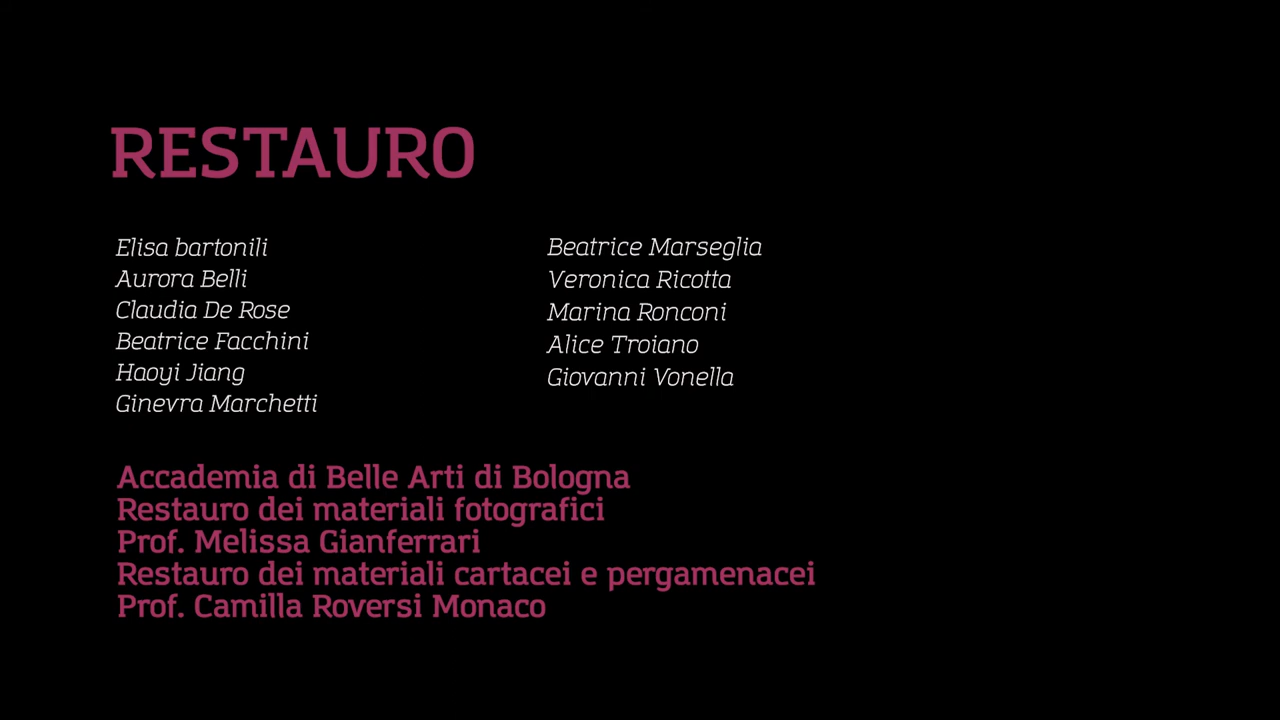 RESTAURO
Elisa bartonili
Aurora Belli
Claudia De Rose
Beatrice Facchini
Haoyi Jiang
Ginevra Marchetti
Beatrice Marseglia
Veronica Ricotta
Marina Ronconi
Alice Troiano
Giovanni Vonella
Accademia di Belle Arti di Bologna
Restauro dei materiali fotografici
Prof. Melissa Gianferrari
Restauro dei materiali cartacei e pergamenacei
Prof. Camilla Roversi Monaco